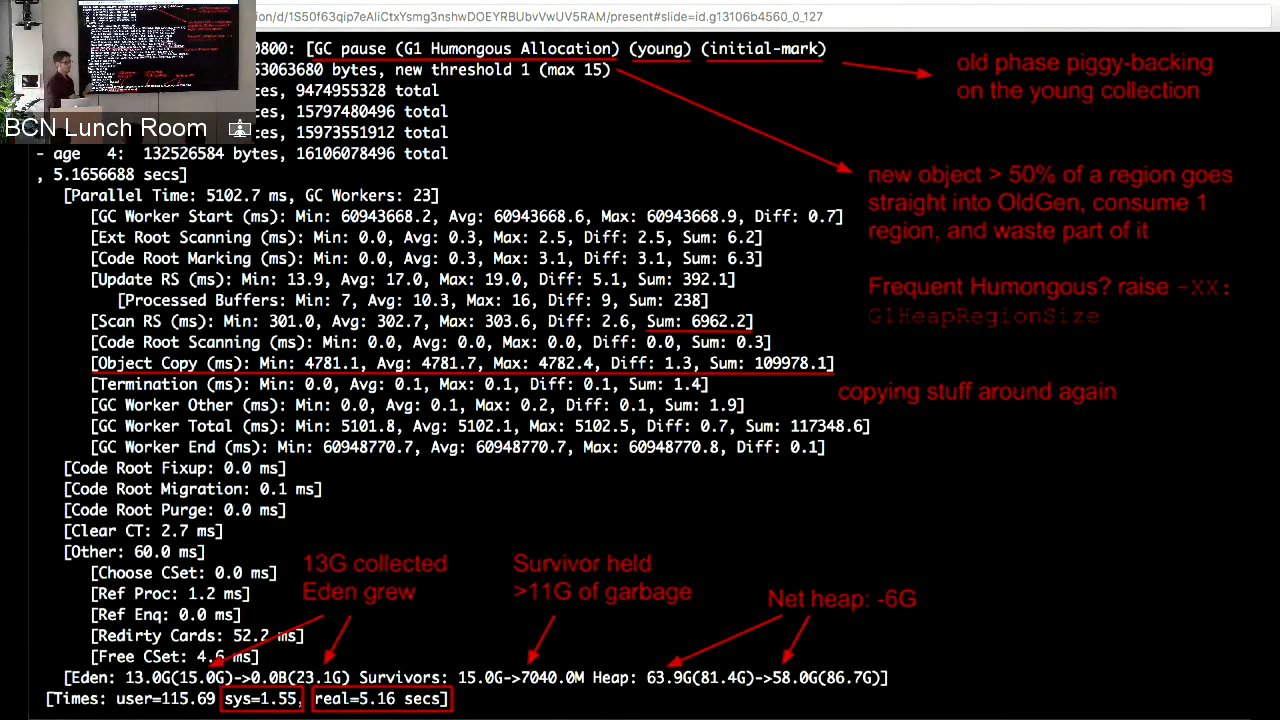 ion/d/1S50f63qip7eAliCtxYsmg3nshwDOEYRBUbvVwUV5RAM/present#slide=id.g13106b4560_0_127
0800: [GC pause (G1 Humongous Allocation) (young) (initial-mark)
53063680 bytes, new threshold 1 (max 15)
tes, 9474955328 total
tes, 15797480496 total
tes, 15973551912 total
BCN Lunch Room
- age 4: 132526584 bytes, 16106078496 total
, 5.1656688 secs]
[Parallel Time: 5102.7 ms, GC Workers: 23]
[GC Worker Start (ms): Min: 60943668.2, Avg: 60943668.6, Max: 60943668.9, Diff: 0.7]
[Ext Root Scanning (ms): Min: 0.0, Avg: 0.3, Max: 2.5, Diff: 2.5, Sum: 6.2]
[Code Root Marking (ms): Min: 0.0, Avg: 0.3, Max: 3.1, Diff: 3.1, Sum: 6.3]
[Update RS (ms): Min: 13.9, Avg: 17.0, Max: 19.0, Diff: 5.1, Sum: 392.1]
[Processed Buffers: Min: 7, Avg: 10.3, Max: 16, Diff: 9, Sum: 238]
[Scan RS (ms): Min: 301.0, Avg: 302.7, Max: 303.6, Diff: 2.6, Sum: 6962.2]
[Code Root Scanning (ms): Min: 0.0, Avg: 0.0, Max: 0.0, Diff: 0.0, Sum: 0.3]
[Object Copy (ms): Min: 4781.1, Avg: 4781.7, Max: 4782.4, Diff: 1.3, Sum: 109978.1]
[Termination (ms): Min: 0.0, Avg: 0.1, Max: 0.1, Diff: 0.1, Sum: 1.4]
[GC Worker Other (ms): Min: 0.0, Avg: 0.1, Max: 0.2, Diff: 0.1, Sum: 1.9]
[GC Worker Total (ms): Min: 5101.8, Avg: 5102.1, Max: 5102.5, Diff: 0.7, Sum: 117348.6]
[GC Worker End (ms): Min: 60948770.7, Avg: 60948770.7, Max: 60948770.8, Diff: 0.1]
[Code Root Fixup: 0.0 ms]
[Code Root Migration: 0.1 ms]
[Code Root Purge: 0.0 ms]
[Clear CT: 2.7 ms]
[Other: 60.0 ms]
[Choose CSet: 0.0 ms]
[Ref Proc: 1.2 ms]
[Ref Enq: 0.0 ms]
[Redirty Cards: 52.2 ms]
[Free CSet: 4.6 ms]
[Eden: 13.0G(15.0G)->0.0B(23.1G) Survivors: 15.0G->7040.0M Heap: 63.9G(81.4G)->58.0G(86.7G)]
[Times: user=115.69 sys=1.55, real=5.16 secs]
old phase piggy-backing
on the young collection
new object > 50% of a region goes
straight into OldGen, consume 1
region, and waste part of it
Frequent Humongous? raise -XX:
G1HeapRegionSize
copying stuff around again
13G collected
Eden grew
Survivor held
>11G of garbage
Net heap: -6G